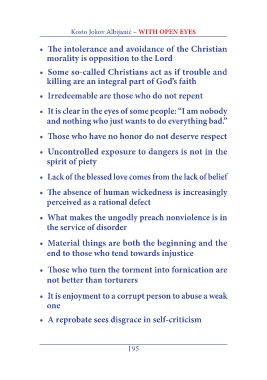 Kosto Jokov Albijanić – WITH OPEN EYES
• The intolerance and avoidance of the Christian
morality is opposition to the Lord
• Some so-called Christians act as if trouble and
killing are an integral part of God's faith
• Irredeemable are those who do not repent
• It is clear in the eyes of some people: “I am nobody
and nothing who just wants to do everything bad.”
• Those who have no honor do not deserve respect
• Uncontrolled exposure to dangers is not in the
spirit of piety
• Lack of the blessed love comes from the lack of belief
• The absence of human wickedness is increasingly
perceived as a rational defect
• What makes the ungodly preach nonviolence is in
the service of disorder
• Material things are both the beginning and the
end to those who tend towards injustice
• Those who turn the torment into fornication are
not better than torturers
• It is enjoyment to a corrupt person to abuse a weak
one
• A reprobate sees disgrace in self-criticism
195